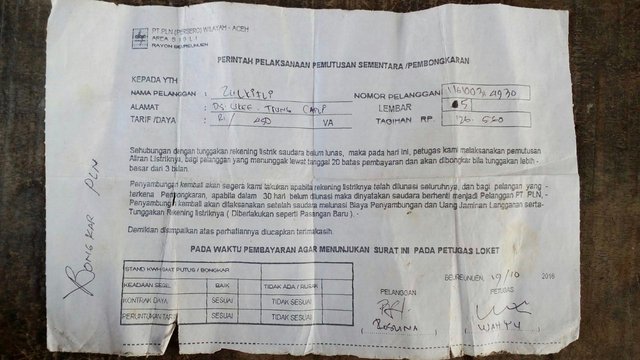 PT PLN (PERSERO) WILAYAH - ACEH
AREA SIGLI
RAYON BEUREUNUEN
PERINTAH PELAKSANAAN PEMUTUSAN SEMENTARA /PEMBONGKARAN
KEPADA YTH
NAMA PELANGGAN : Zulkifli
NOMOR PELANGGAN
ALAMAT :
LEMBAR 5
TARIF/DAYA : R1 / 450 VA
TAGIHAN RP.
Sehubungan dengan tunggakan rekening listrik saudara belum lunas, maka pada hari ini, petugas kami melaksanakan pemutusan
Aliran Listriknya, bagi pelanggan yang menunggak lewat tanggal 20 batas pembayaran dan akan dibongkar bila tunggakan lebih
besar dari 3 bulan.
Penyambungan kembali akan segera kami lakukan apabila rekening listriknya telah dilunasi seluruhnya, dan bagi pelanggan yang
terkena Pembongkaran, apabila dalam 30 hari belum dilunasi maka dinyatakan saudara berhenti menjadi Pelanggan PT PLN.
Penyambungan kembali akan dilaksanakan setelah saudara melunasi Biaya Penyambungan dan Uang Jaminan Langganan serta
Tunggakan Rekening listriknya ( Diberlakukan seperti Pasangan Baru ).
Demikian disampaikan atas perhatiannya diucapkan terimakasih.
PADA WAKTU PEMBAYARAN AGAR MENUNJUKAN SURAT INI PADA PETUGAS LOKET
STAND KWH SAAT PUTUS / BONGKAR
KEADAAN SEGEL BAIK TIDAK ADA / RUSAK
KONTRAK DAYA SESUAI TIDAK SESUAI
PERUNTUKAN TARIF SESUAI TIDAK SESUAI
BEUREUNUEN, 19/10 2016
PELANGGAN PETUGAS
WAHYU
BONGKAR PLN